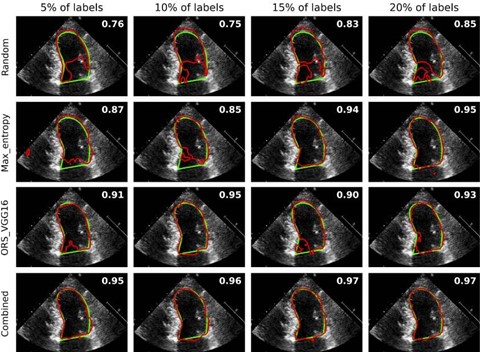 5% of labels 10% of labels 15% of labels 20% of labels
Random 0.76 0.75 0.83 0.85
Max_entropy 0.87 0.85 0.94 0.95
ORS_VGG16 0.91 0.95 0.90 0.93
Combined 0.95 0.96 0.97 0.97